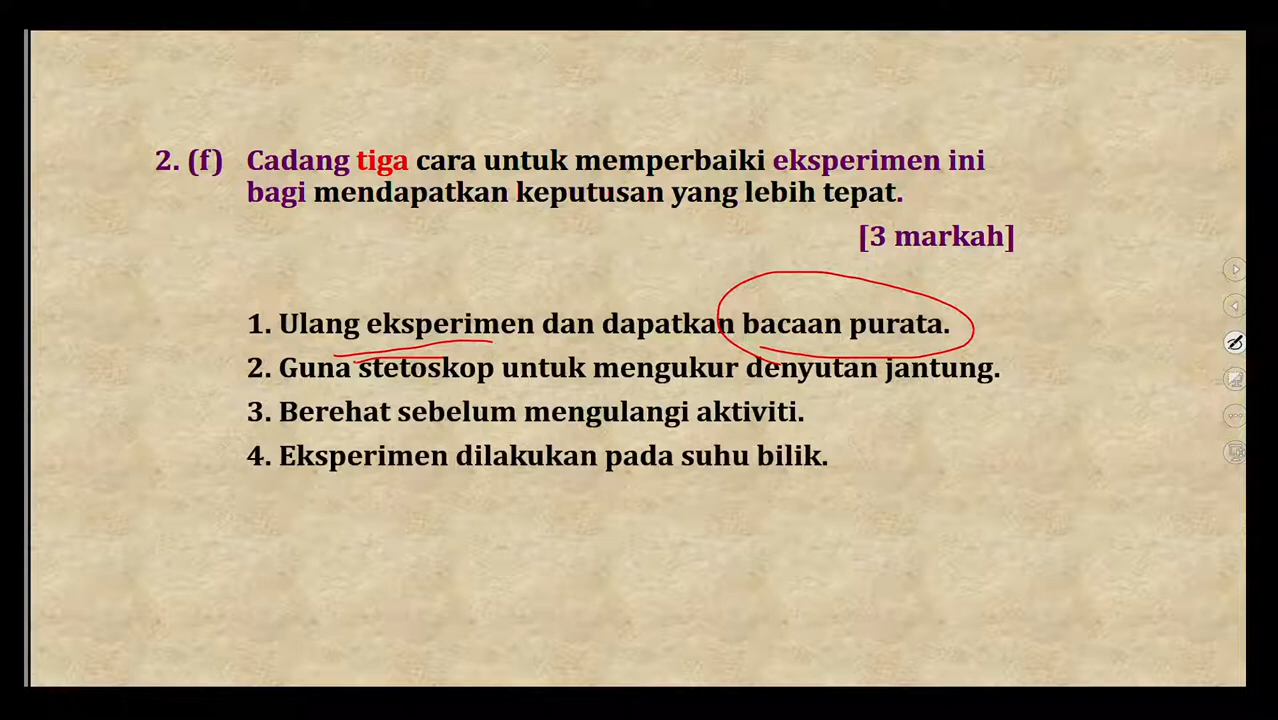 2. (f) Cadang tiga cara untuk memperbaiki eksperimen ini
bagi mendapatkan keputusan yang lebih tepat.
[3 markah]
1. Ulang eksperimen dan dapatkan bacaan purata.
2. Guna stetoskop untuk mengukur denyutan jantung.
3. Berehat sebelum mengulangi aktiviti.
4. Eksperimen dilakukan pada suhu bilik.